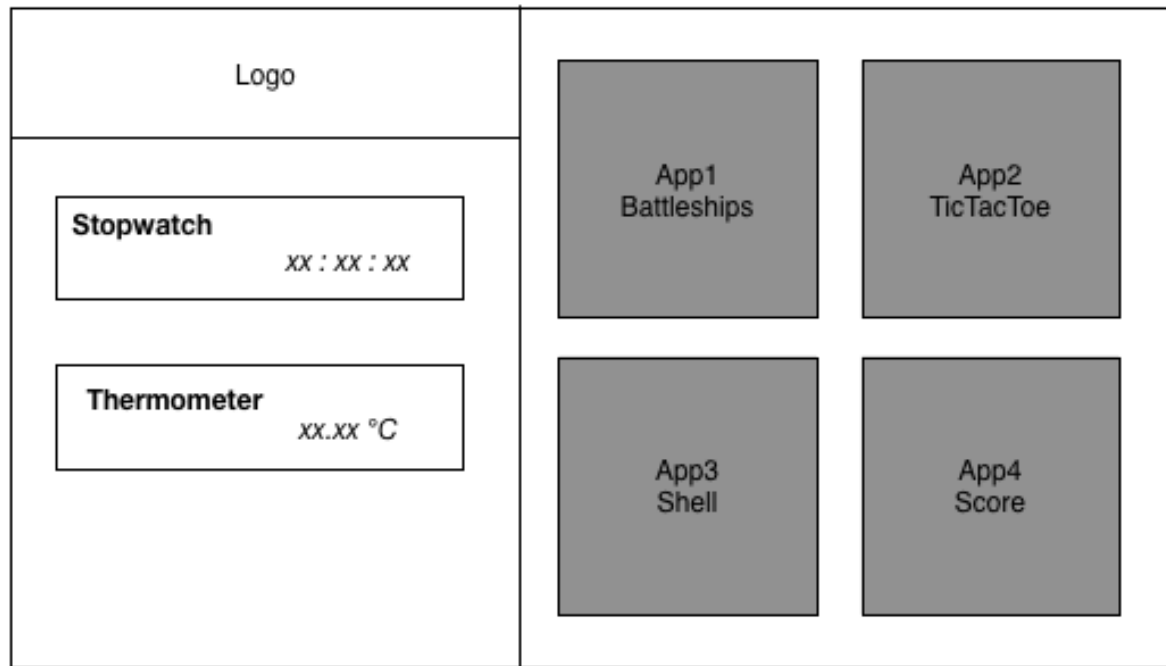 Logo
Stopwatch
xx : xx : xx
Thermometer
xx.xx °C
App1
Battleships
App2
TicTacToe
App3
Shell
App4
Score